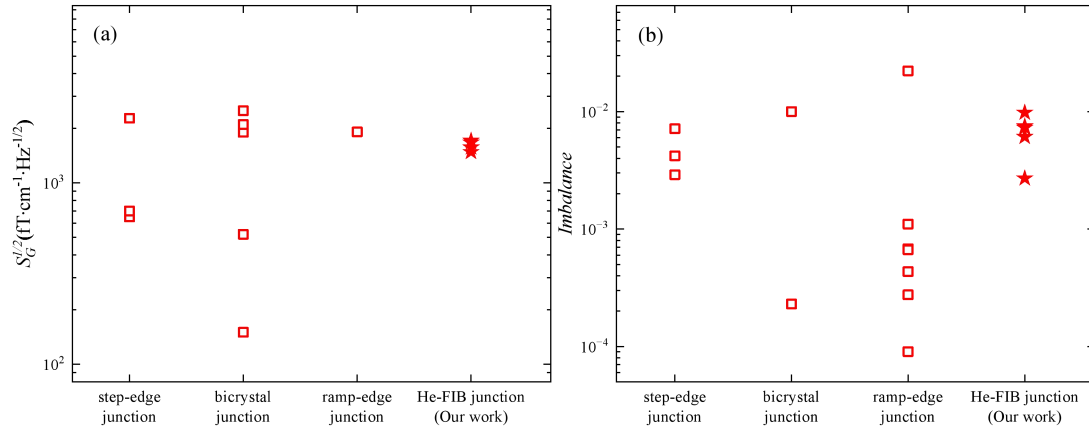 (a)
S_G^{1/2}(fT·cm^{-1}·Hz^{-1/2})
10^3
10^2
step-edge
junction
bicrystal
junction
ramp-edge
junction
He-FIB junction
(Our work)
(b)
Imbalance
10^{-2}
10^{-3}
10^{-4}
step-edge
junction
bicrystal
junction
ramp-edge
junction
He-FIB junction
(Our work)